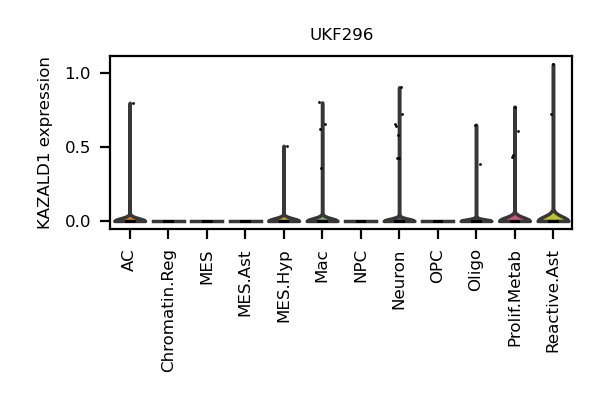 UKF296
KAZALD1 expression
1.0
0.5
0.0
AC
Chromatin.Reg
MES
MES.Ast
MES.Hyp
Mac
NPC
Neuron
OPC
Oligo
Prolif.Metab
Reactive.Ast